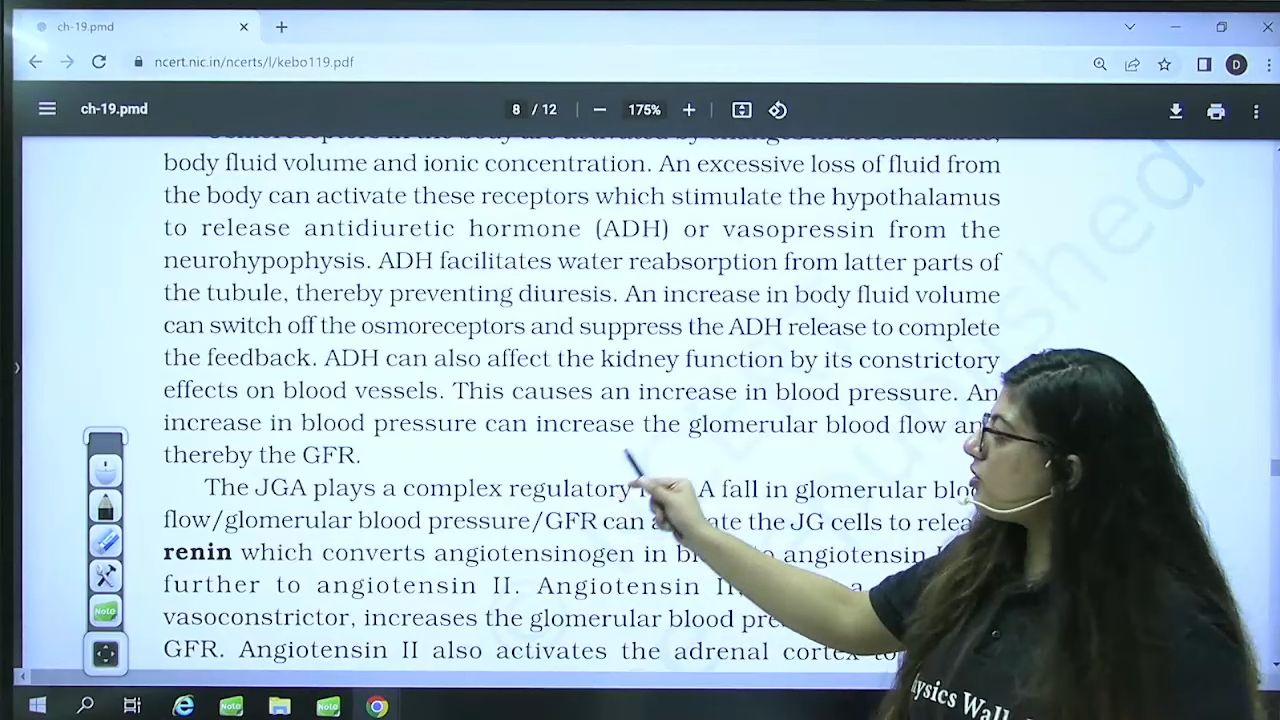 ch-19.pmd
ncert.nic.in/ncerts/l/kebo119.pdf
D
ch-19.pmd
8 / 12
175%
body fluid volume and ionic concentration. An excessive loss of fluid from
the body can activate these receptors which stimulate the hypothalamus
to release antidiuretic hormone (ADH) or vasopressin from the
neurohypophysis. ADH facilitates water reabsorption from latter parts of
the tubule, thereby preventing diuresis. An increase in body fluid volume
can switch off the osmoreceptors and suppress the ADH release to complete
the feedback. ADH can also affect the kidney function by its constrictory
effects on blood vessels. This causes an increase in blood pressure. An
increase in blood pressure can increase the glomerular blood flow an
thereby the GFR.
The JGA plays a complex regulatory A fall in glomerular blo
flow/glomerular blood pressure/GFR can the JG cells to relea
renin which converts angiotensinogen in angiotensin
further to angiotensin II. Angiotensin II
vasoconstrictor, increases the glomerular blood pre
GFR. Angiotensin II also activates the adrenal cortex to
Note
Note
Note
ysics Wall